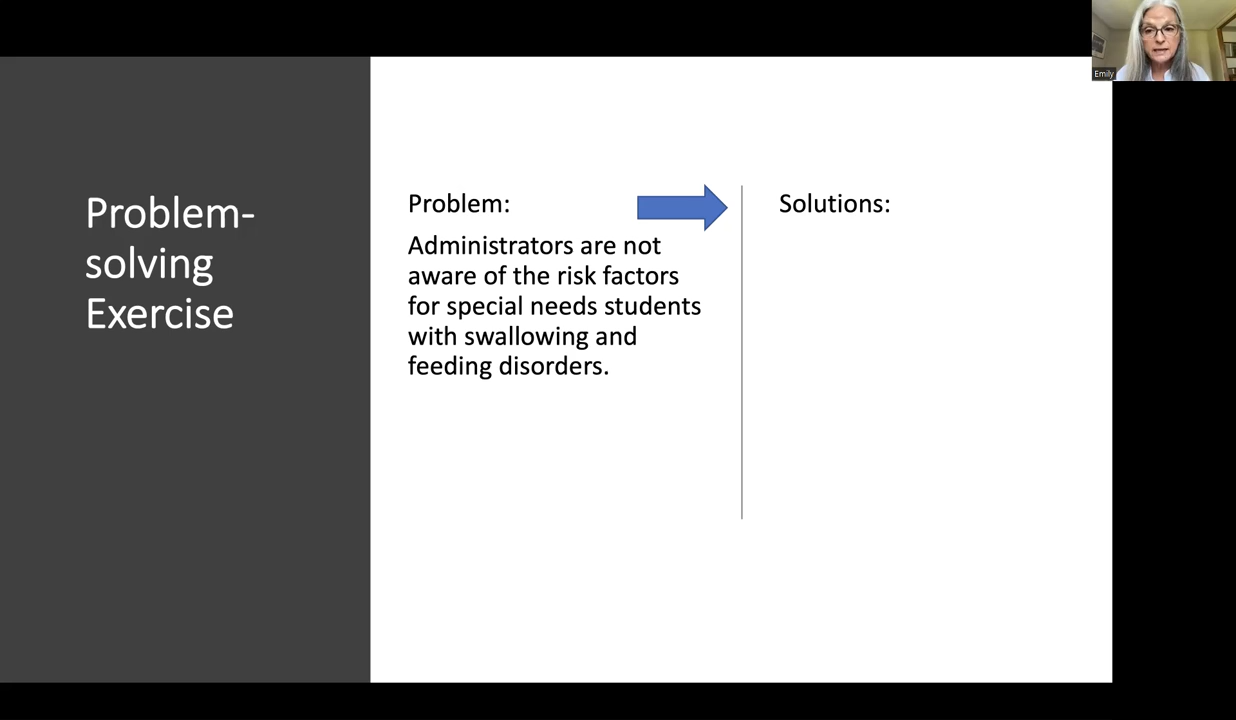 Problem-
solving
Exercise
Problem:
Administrators are not
aware of the risk factors
for special needs students
with swallowing and
feeding disorders.
Solutions:
Emily